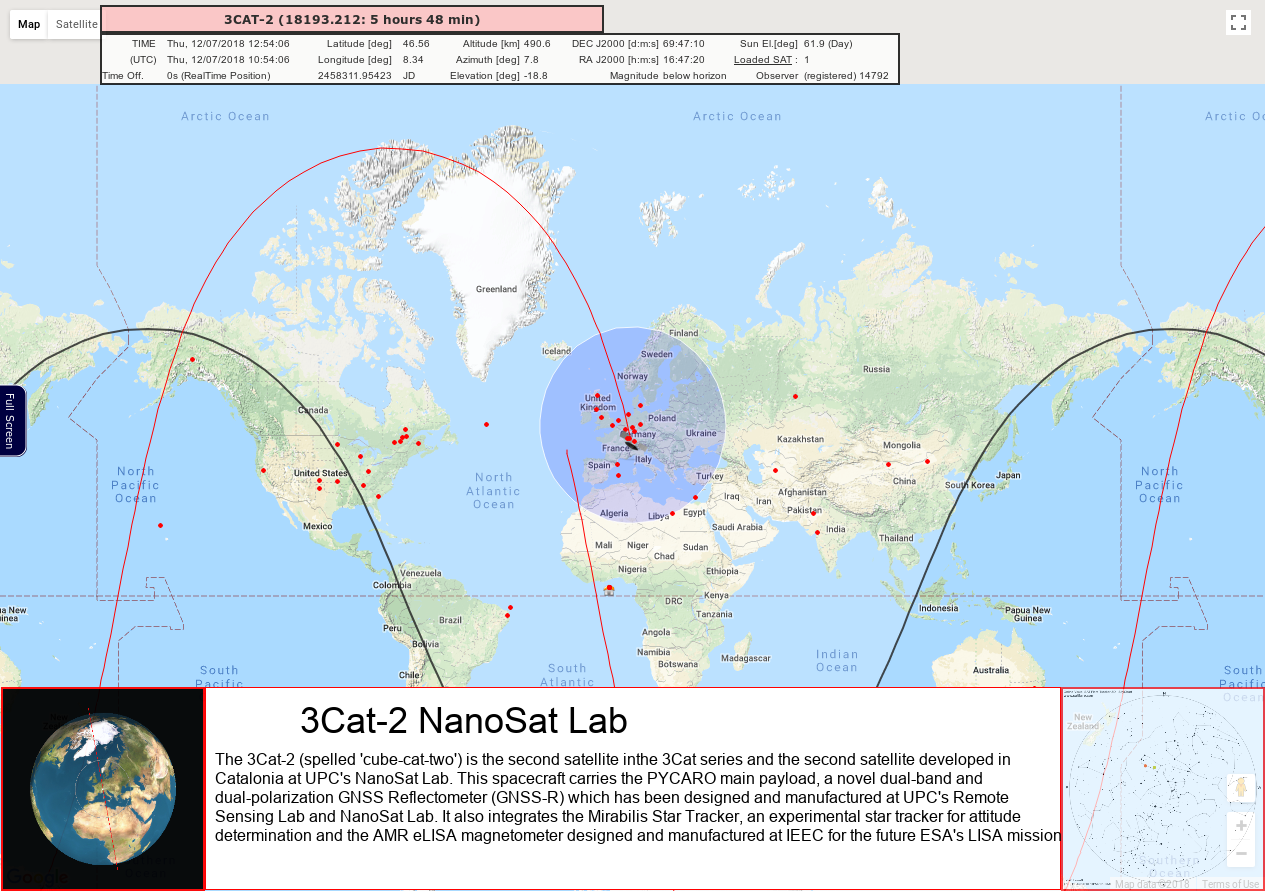 Map Satellite
3CAT-2 (18193.212: 5 hours 48 min)
TIME Thu, 12/07/2018 12:54:06 Latitude [deg] 46.56 Altitude [km] 490.6 DEC J2000 [d:m:s] 69:47:10 Sun El.[deg] 61.9 (Day)
(UTC) Thu, 12/07/2018 10:54:06 Longitude [deg] 8.34 Azimuth [deg] 7.8 RA J2000 [h:m:s] 16:47:20 Loaded SAT : 1
Time Off. 0s (RealTime Position) 2458311.95423 JD Elevation [deg] -18.8 Magnitude below horizon Observer (registered) 14792
Arctic Ocean Arctic Ocean Arctic Oc
Greenland
Finland
Iceland
Sweden
Russia
Norway
Full Screen
United
Kingdom
Canada
Poland
Ukraine
Kazakhstan
Mongolia
France
Italy
Spain
United States
North
Pacific
Ocean
North
Atlantic
Ocean
Turkey
China
South Korea
Japan
North
Pacific
Ocean
Iraq
Iran
Afghanistan
Pakistan
Algeria
Libya
Egypt
Saudi Arabia
India
Mexico
Mali
Niger
Chad
Sudan
Thailand
Nigeria
Ethiopia
Venezuela
Colombia
DRC
Kenya
Tanzania
Indonesia
Papua New
Guinea
ua New
inea
Peru
Brazil
Bolivia
Angola
Namibia
Botswana
Madagascar
Indian
Ocean
Chile
South
Pacific
South
Atlantic
Australia
South
Pacific
Ocean
3Cat-2 NanoSat Lab
The 3Cat-2 (spelled 'cube-cat-two') is the second satellite inthe 3Cat series and the second satellite developed in
Catalonia at UPC's NanoSat Lab. This spacecraft carries the PYCARO main payload, a novel dual-band and
dual-polarization GNSS Reflectometer (GNSS-R) which has been designed and manufactured at UPC's Remote
Sensing Lab and NanoSat Lab. It also integrates the Mirabilis Star Tracker, an experimental star tracker for attitude
determination and the AMR eLISA magnetometer designed and manufactured at IEEC for the future ESA's LISA mission
New
Zealand
Southern
Ocean
Google
Map data ©2018 Terms of Use